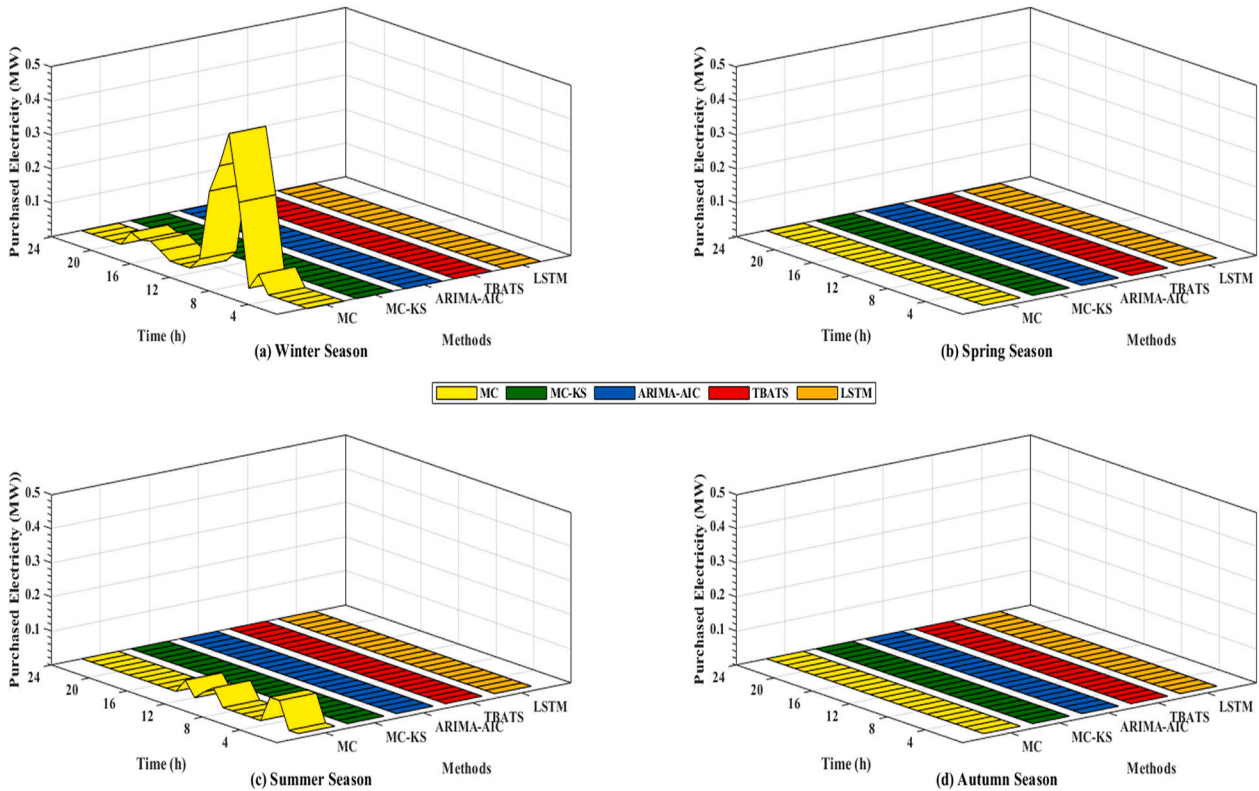 Purchased Electricity (MW)
0.5
0.4
0.3
0.2
0.1
24
20
16
12
8
4
Time (h)
MC
MC-KS
ARIMA-AIC
TBATS
LSTM
Methods
(a) Winter Season
Purchased Electricity (MW)
0.5
0.4
0.3
0.2
0.1
24
20
16
12
8
4
Time (h)
MC
MC-KS
ARIMA-AIC
TBATS
LSTM
Methods
(b) Spring Season
MC MC-KS ARIMA-AIC TBATS LSTM
Purchased Electricity (MW))
0.5
0.4
0.3
0.2
0.1
24
20
16
12
8
4
Time (h)
MC
MC-KS
ARIMA-AIC
TBATS
LSTM
Methods
(c) Summer Season
Purchased Electricity (MW)
0.5
0.4
0.3
0.2
0.1
24
20
16
12
8
4
Time (h)
MC
MC-KS
ARIMA-AIC
TBATS
LSTM
Methods
(d) Autumn Season